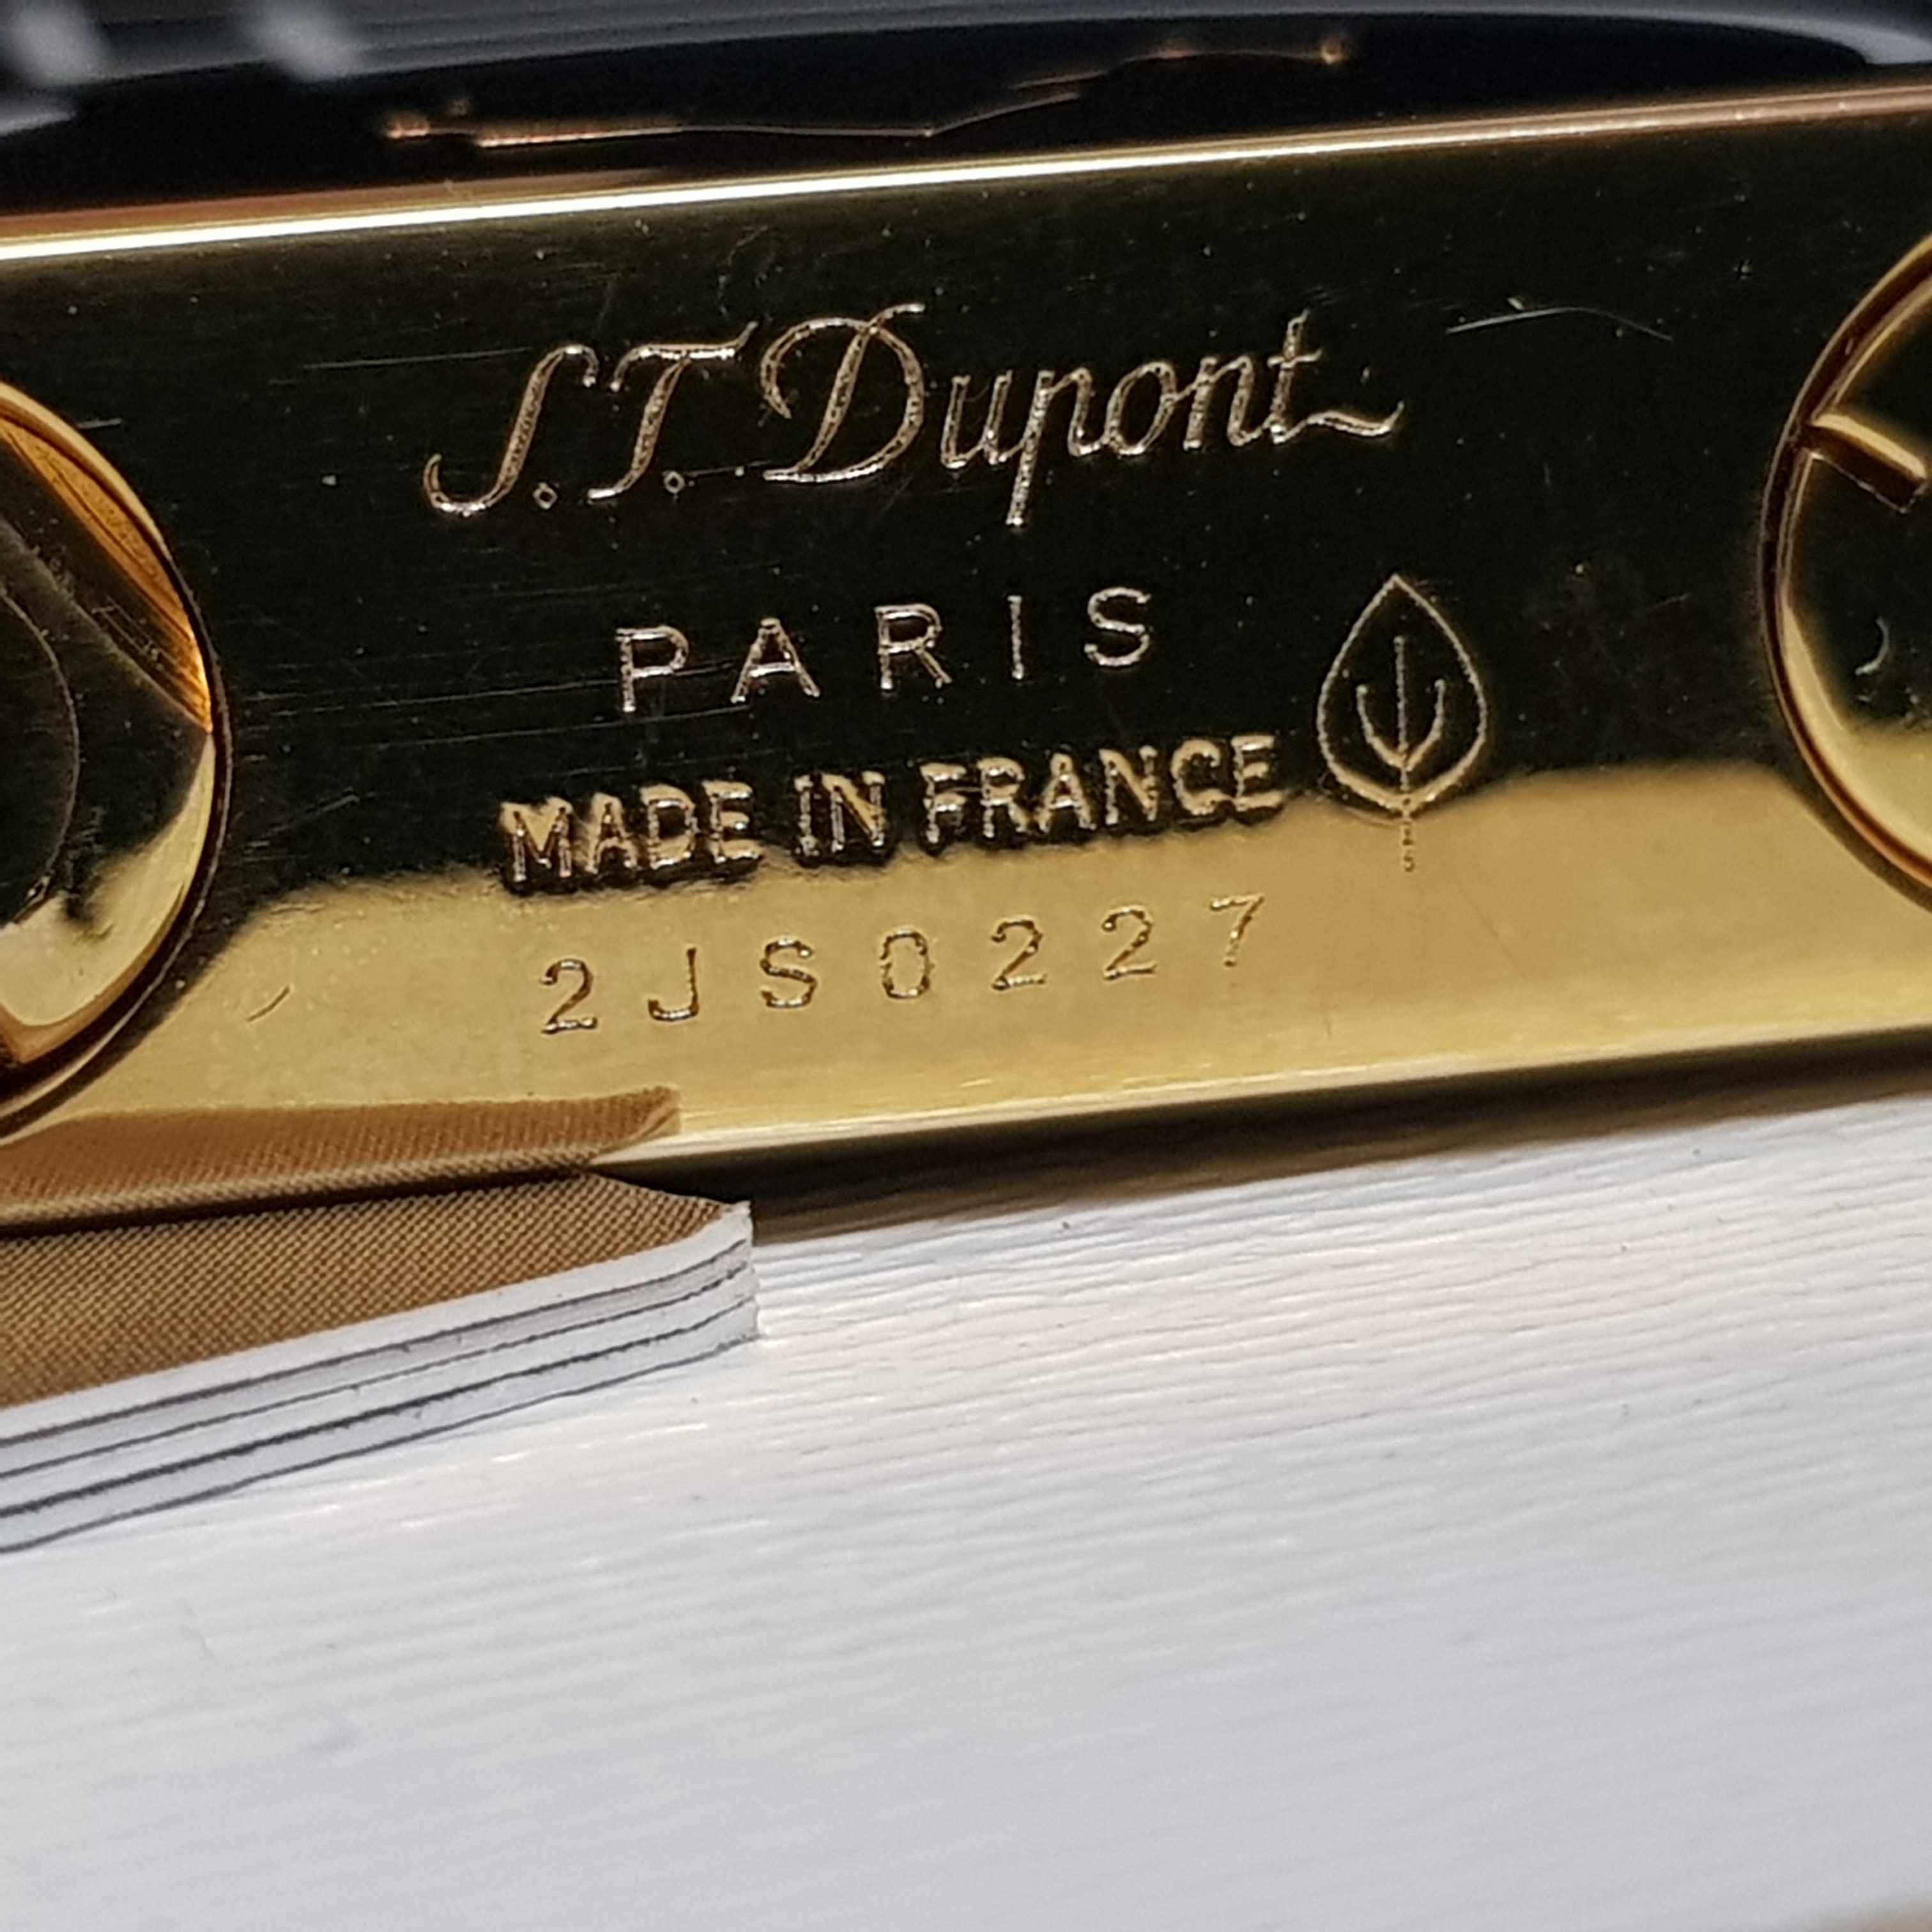 S.T. Dupont
PARIS
MADE IN FRANCE
2JS0227